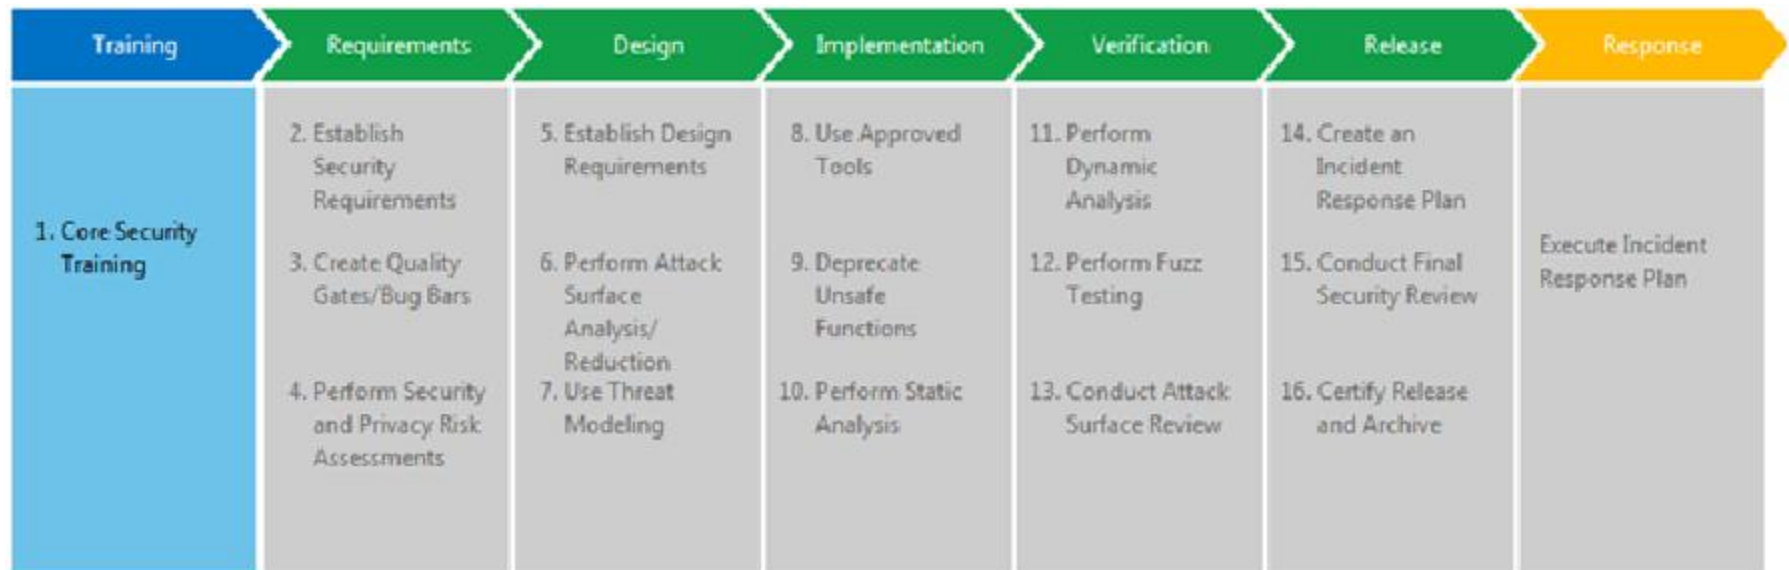 Training
Requirements
Design
Implementation
Verification
Release
Response
1. Core Security
Training
2. Establish
Security
Requirements
3. Create Quality
Gates/Bug Bars
4. Perform Security
and Privacy Risk
Assessments
5. Establish Design
Requirements
6. Perform Attack
Surface
Analysis/
Reduction
7. Use Threat
Modeling
8. Use Approved
Tools
9. Deprecate
Unsafe
Functions
10. Perform Static
Analysis
11. Perform
Dynamic
Analysis
12. Perform Fuzz
Testing
13. Conduct Attack
Surface Review
14. Create an
Incident
Response Plan
15. Conduct Final
Security Review
16. Certify Release
and Archive
Execute Incident
Response Plan